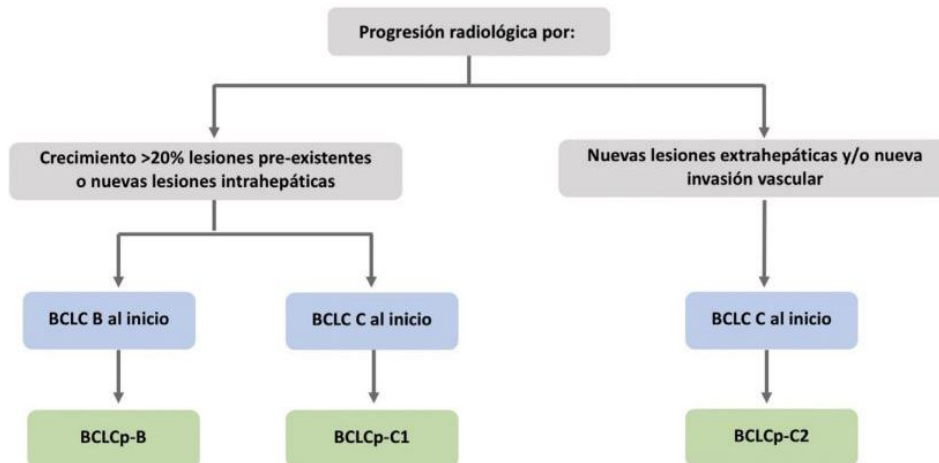 Progresión radiológica por:
Crecimiento >20% lesiones pre-existentes
o nuevas lesiones intrahepáticas
Nuevas lesiones extrahepáticas y/o nueva
invasión vascular
BCLC B al inicio
BCLC C al inicio
BCLC C al inicio
BCLCp-B
BCLCp-C1
BCLCp-C2